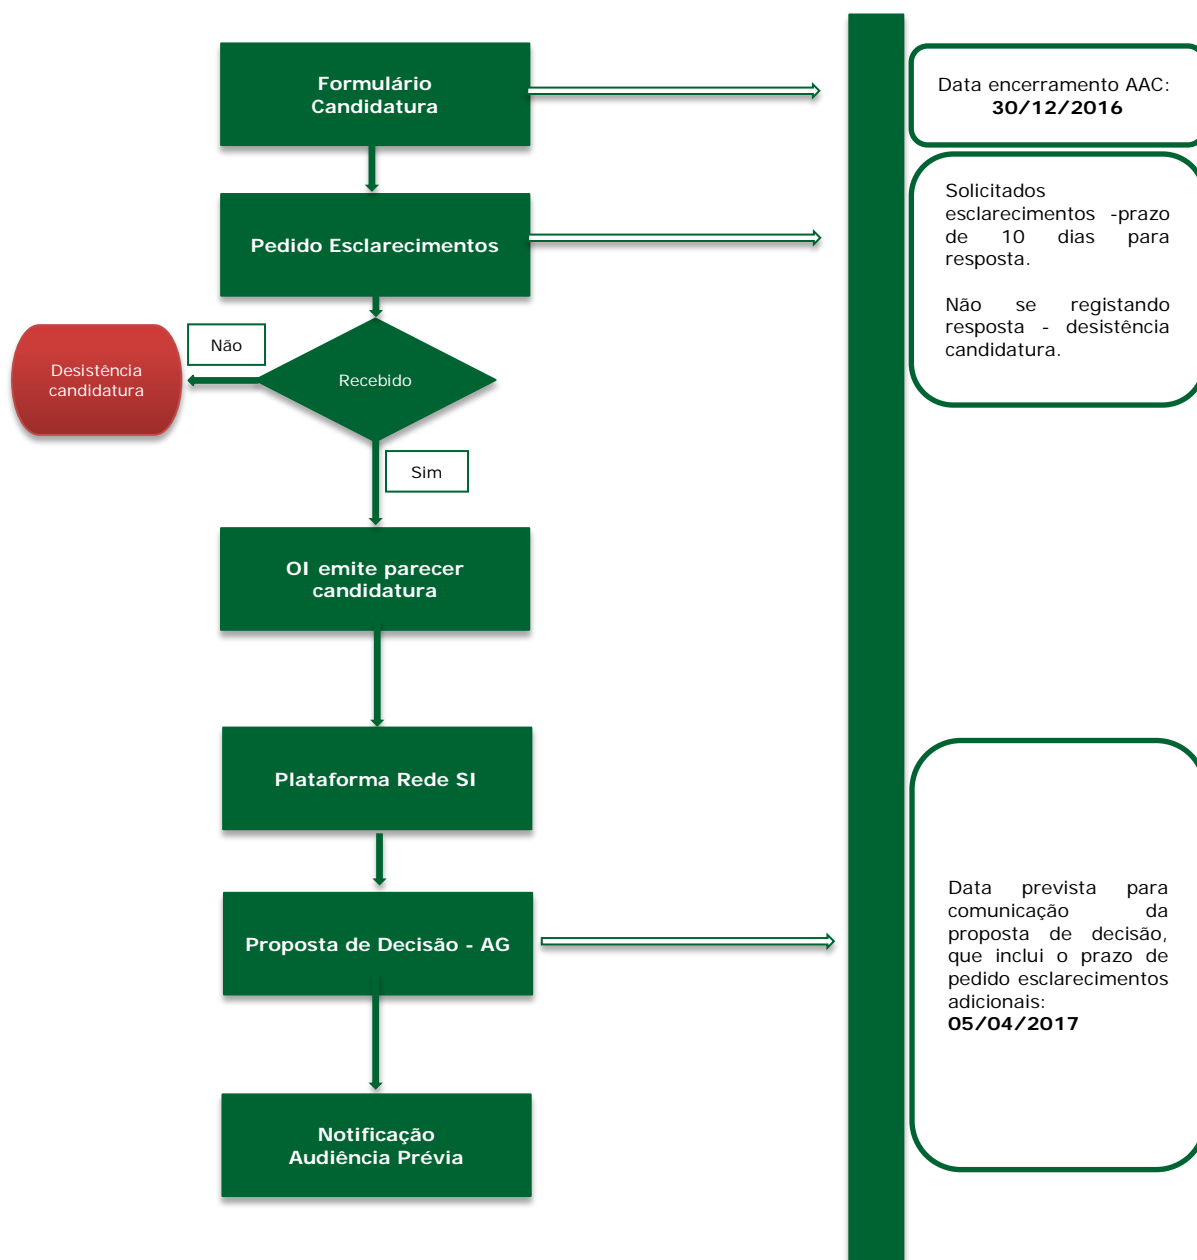 Formulário
Candidatura
Data encerramento AAC:
30/12/2016
Pedido Esclarecimentos
Solicitados
esclarecimentos -prazo
de 10 dias para
resposta.
Não se registando
resposta - desistência
candidatura.
Não
Desistência
candidatura
Recebido
Sim
OI emite parecer
candidatura
Plataforma Rede SI
Proposta de Decisão - AG
Data prevista para
comunicação da
proposta de decisão,
que inclui o prazo de
pedido esclarecimentos
adicionais:
05/04/2017
Notificação
Audiência Prévia